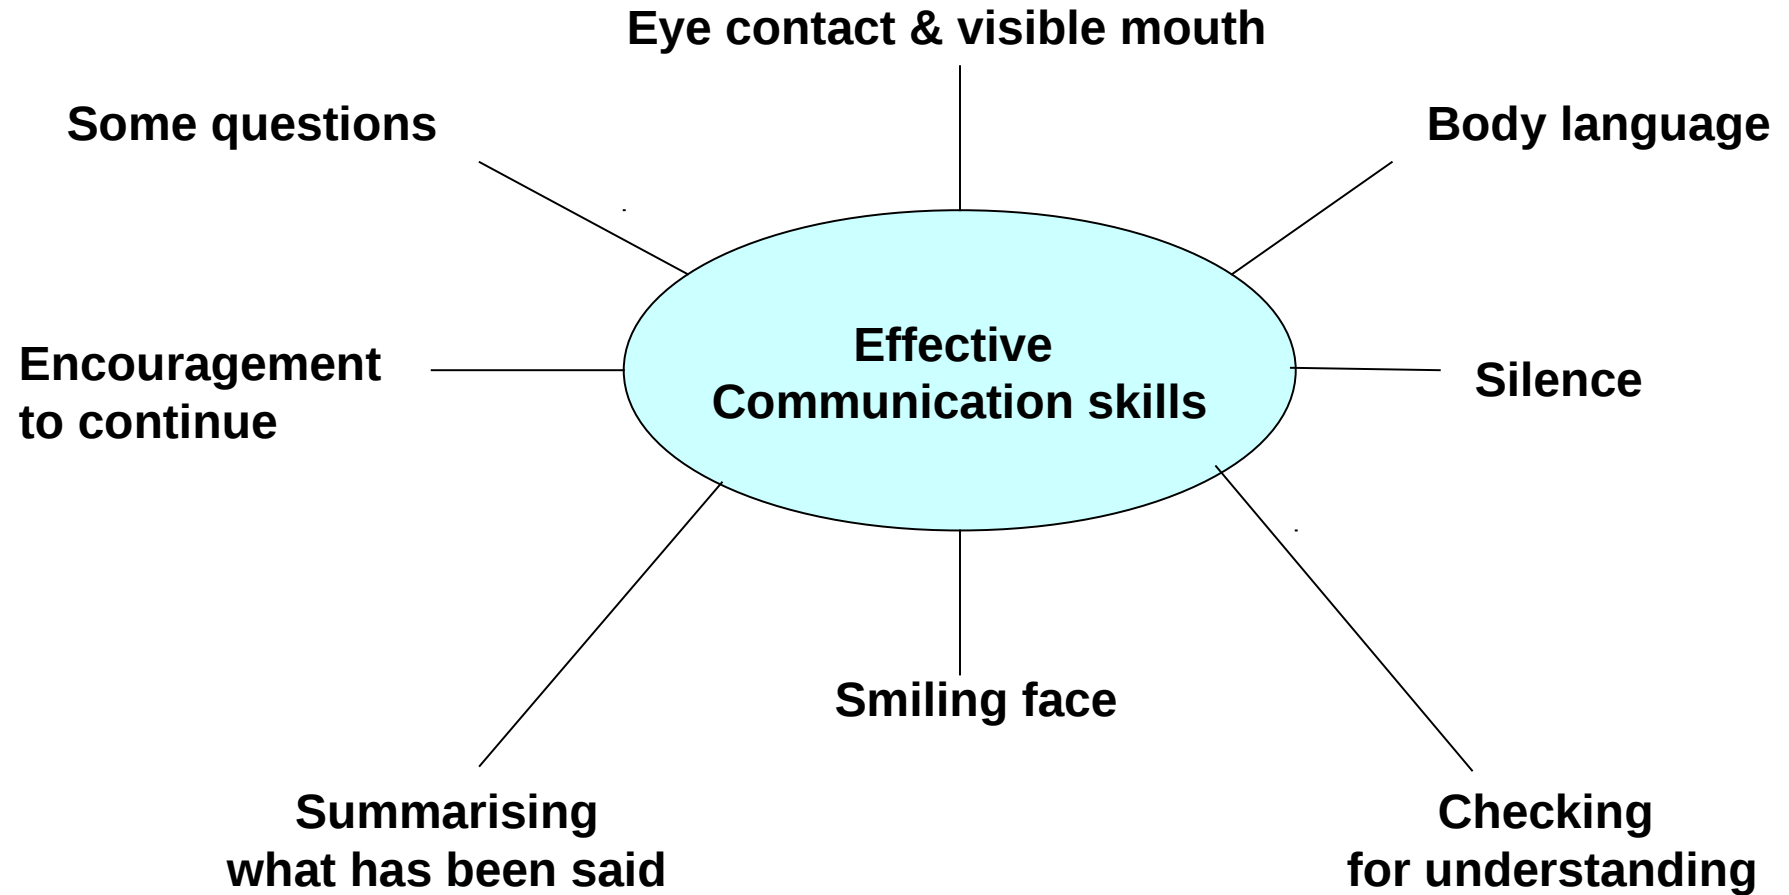 Eye contact & visible mouth
Some questions
Body language
Effective
Communication skills
Encouragement
to continue
Silence
Smiling face
Summarising
what has been said
Checking
for understanding